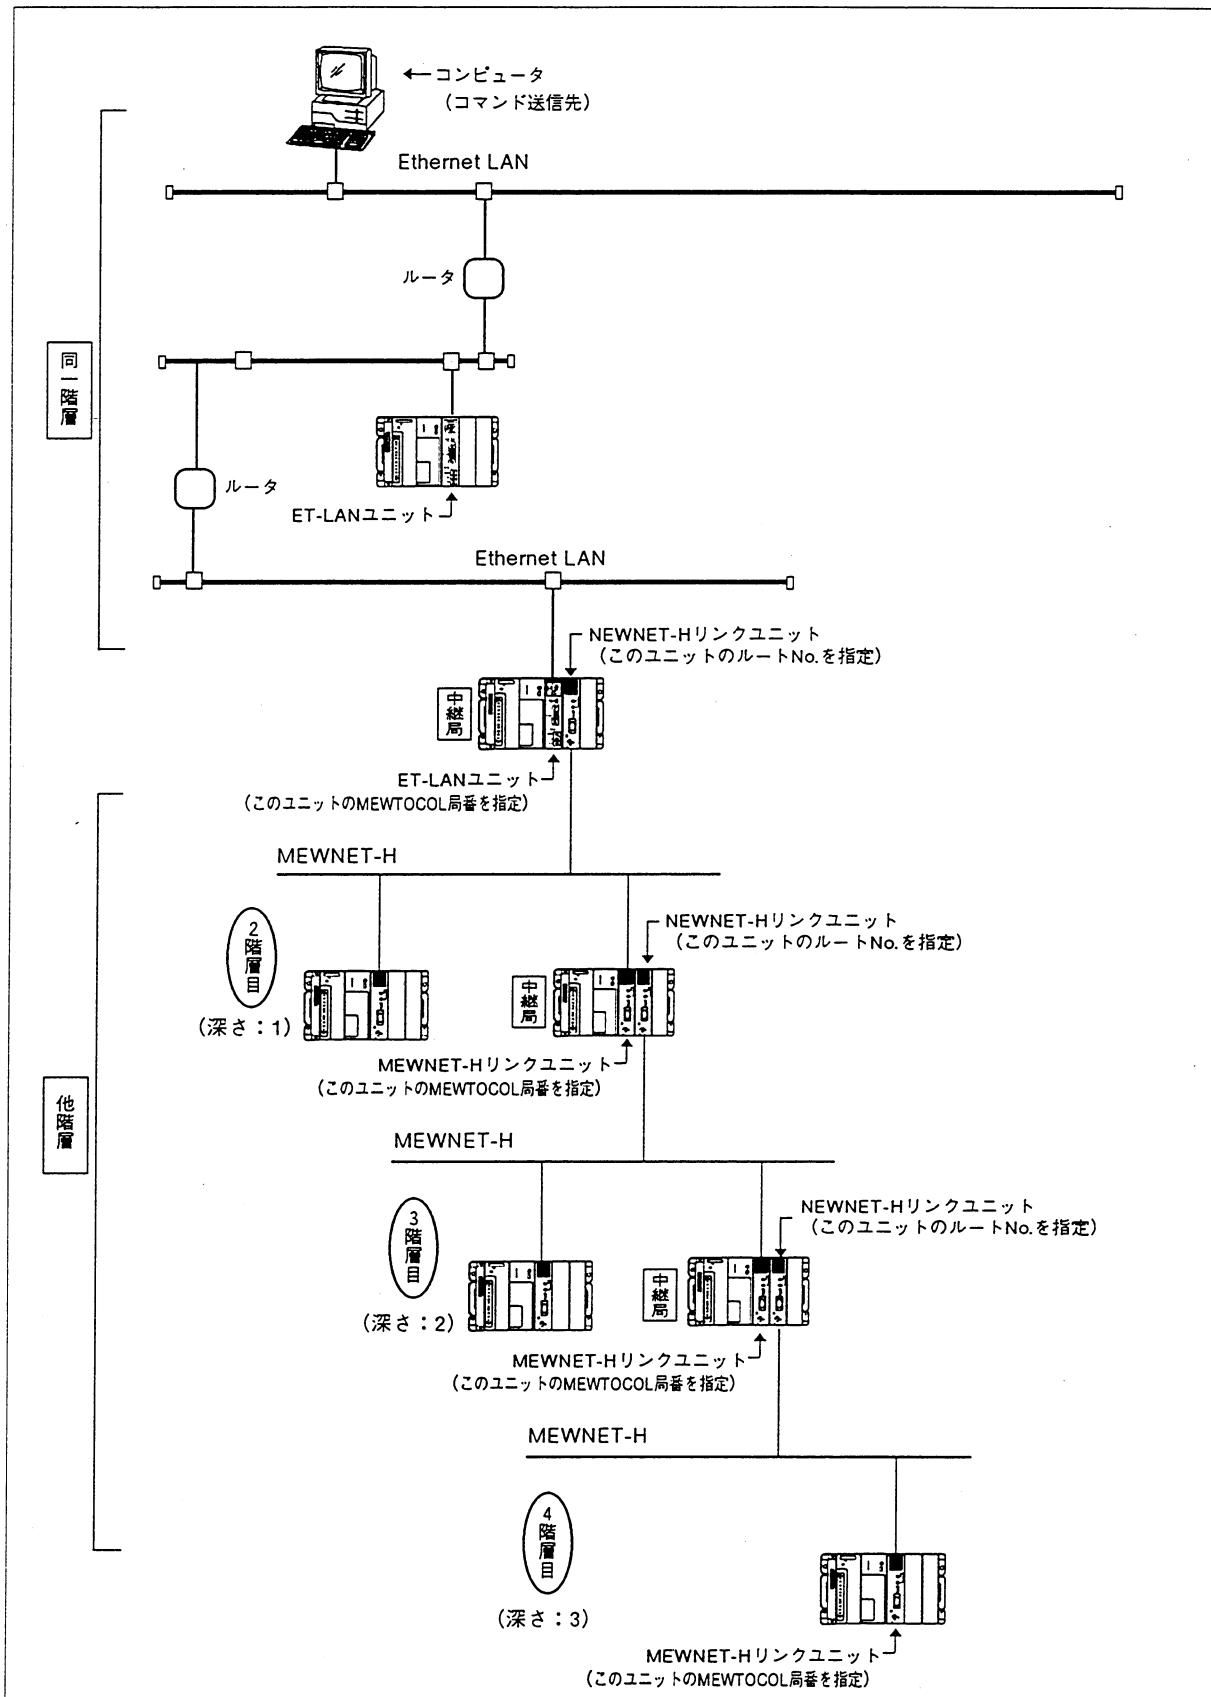 コンピュータ
(コマンド送信先)
Ethernet LAN
ルータ
同一階層
ルータ
ET-LANユニット
Ethernet LAN
NEWNET-Hリンクユニット
(このユニットのルートNo.を指定)
中継局
ET-LANユニット
(このユニットのMEWTOCOL局番を指定)
MEWNET-H
2階層目
(深さ:1)
NEWNET-Hリンクユニット
(このユニットのルートNo.を指定)
中継局
MEWNET-Hリンクユニット
(このユニットのMEWTOCOL局番を指定)
他階層
MEWNET-H
3階層目
(深さ:2)
NEWNET-Hリンクユニット
(このユニットのルートNo.を指定)
中継局
MEWNET-Hリンクユニット
(このユニットのMEWTOCOL局番を指定)
MEWNET-H
4階層目
(深さ:3)
MEWNET-Hリンクユニット
(このユニットのMEWTOCOL局番を指定)